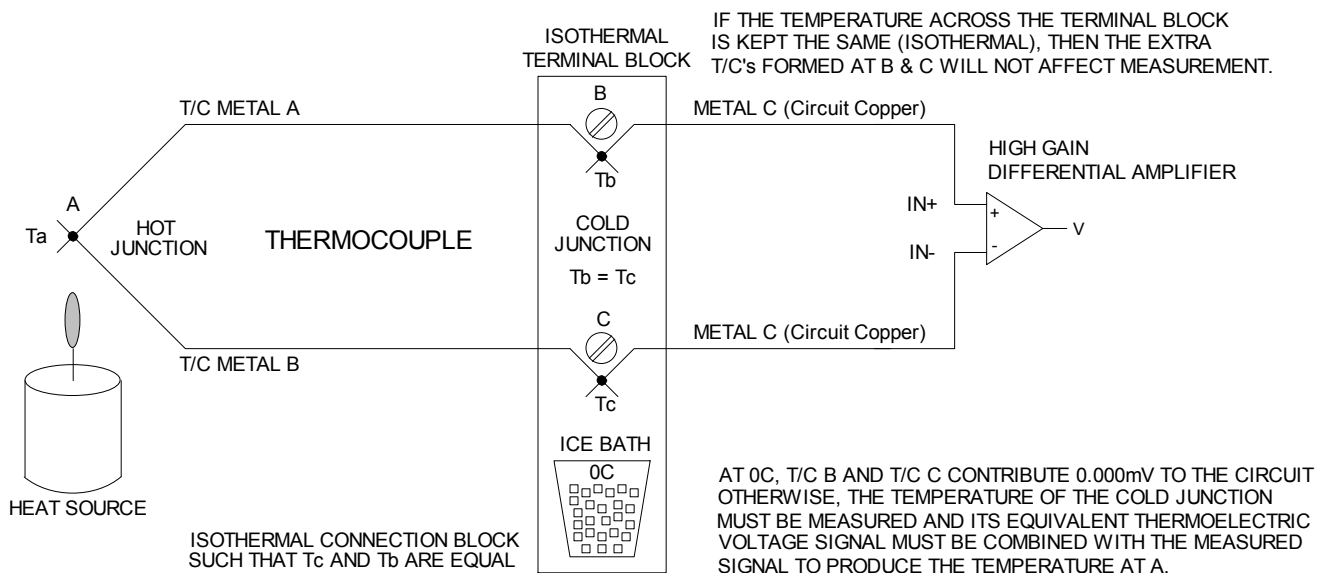 IF THE TEMPERATURE ACROSS THE TERMINAL BLOCK
IS KEPT THE SAME (ISOTHERMAL), THEN THE EXTRA
T/C's FORMED AT B & C WILL NOT AFFECT MEASUREMENT.
ISOTHERMAL
TERMINAL BLOCK
T/C METAL A
B
METAL C (Circuit Copper)
HIGH GAIN
DIFFERENTIAL AMPLIFIER
Tb
A
Ta
HOT
JUNCTION
THERMOCOUPLE
COLD
JUNCTION
Tb = Tc
IN+
IN-
+
-
V
C
T/C METAL B
METAL C (Circuit Copper)
Tc
ICE BATH
0C
HEAT SOURCE
ISOTHERMAL CONNECTION BLOCK
SUCH THAT Tc AND Tb ARE EQUAL
AT 0C, T/C B AND T/C C CONTRIBUTE 0.000mV TO THE CIRCUIT
OTHERWISE, THE TEMPERATURE OF THE COLD JUNCTION
MUST BE MEASURED AND ITS EQUIVALENT THERMOELECTRIC
VOLTAGE SIGNAL MUST BE COMBINED WITH THE MEASURED
SIGNAL TO PRODUCE THE TEMPERATURE AT A.